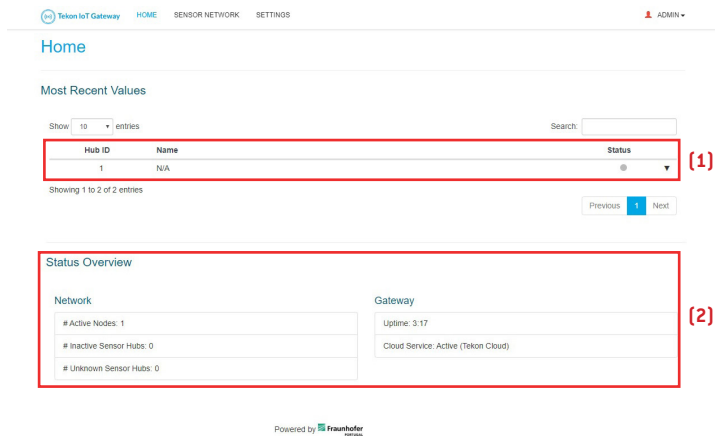 Tekon IoT Gateway HOME SENSOR NETWORK SETTINGS ADMIN
Home
Most Recent Values
Show 10 entries Search:
Hub ID Name Status
1 N/A
(1)
Showing 1 to 2 of 2 entries
Previous 1 Next
Status Overview
Network Gateway
# Active Nodes: 1 Uptime: 3:17
(2)
# Inactive Sensor Hubs: 0 Cloud Service: Active (Tekon Cloud)
# Unknown Sensor Hubs: 0
Powered by Fraunhofer
PORTUGAL